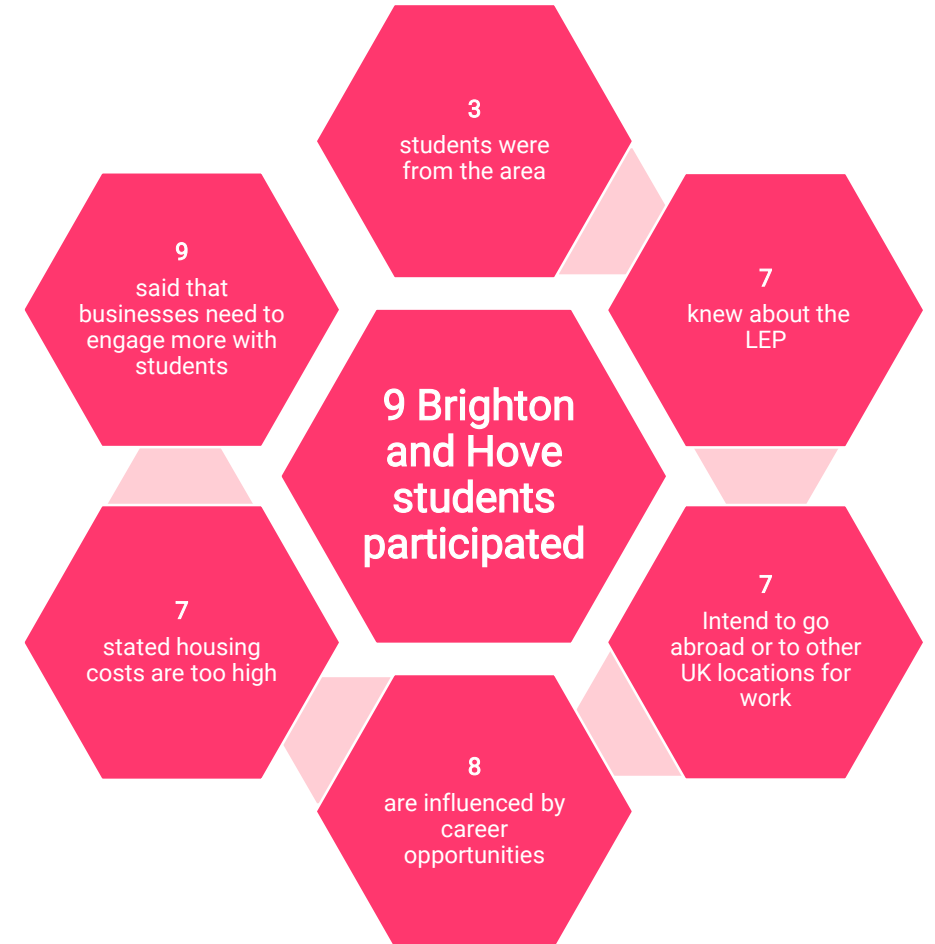 3
students were
from the area
7
knew about the
LEP
7
Intend to go
abroad or to other
UK locations for
work
8
are influenced by
career
opportunities
7
stated housing
costs are too high
9
said that
businesses need to
engage more with
students
9 Brighton
and Hove
students
participated